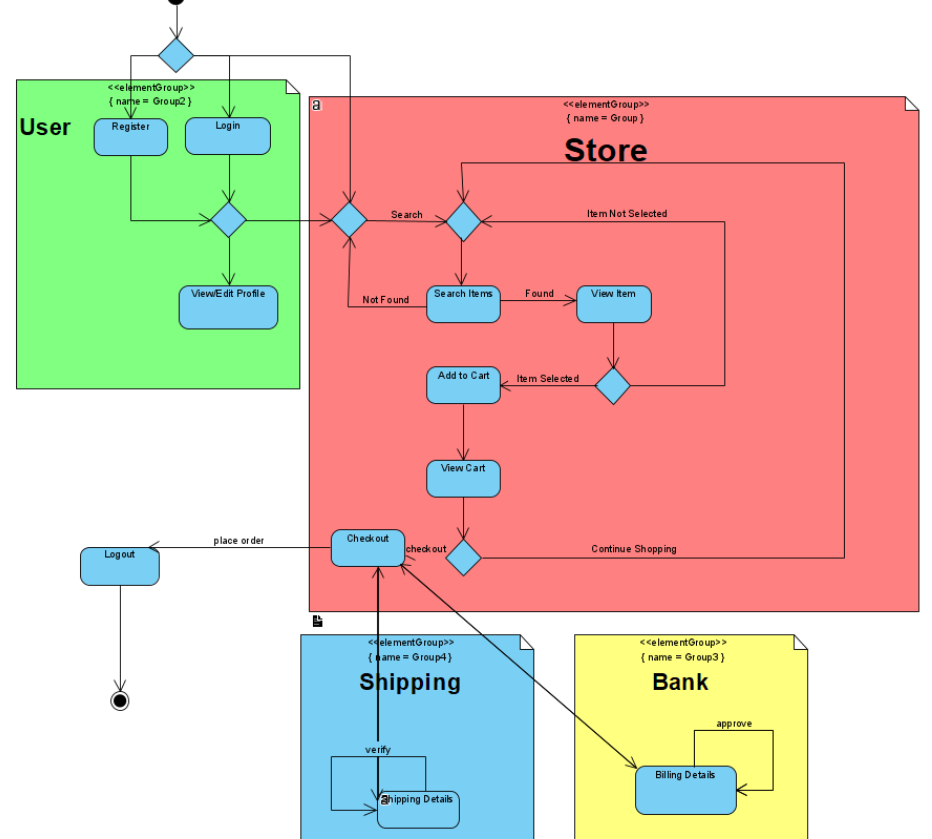 <<elementGroup>>
{ name = Group2 }
User
Register
Login
View/Edit Profile
a
<<elementGroup>>
{ name = Group }
Store
Search
Item Not Selected
Not Found
Search Items
Found
View Item
Add to Cart
Item Selected
View Cart
Checkout
checkout
Continue Shopping
place order
Logout
<<elementGroup>>
{ name = Group4 }
Shipping
verify
a
Shipping Details
<<elementGroup>>
{ name = Group3 }
Bank
approve
Billing Details